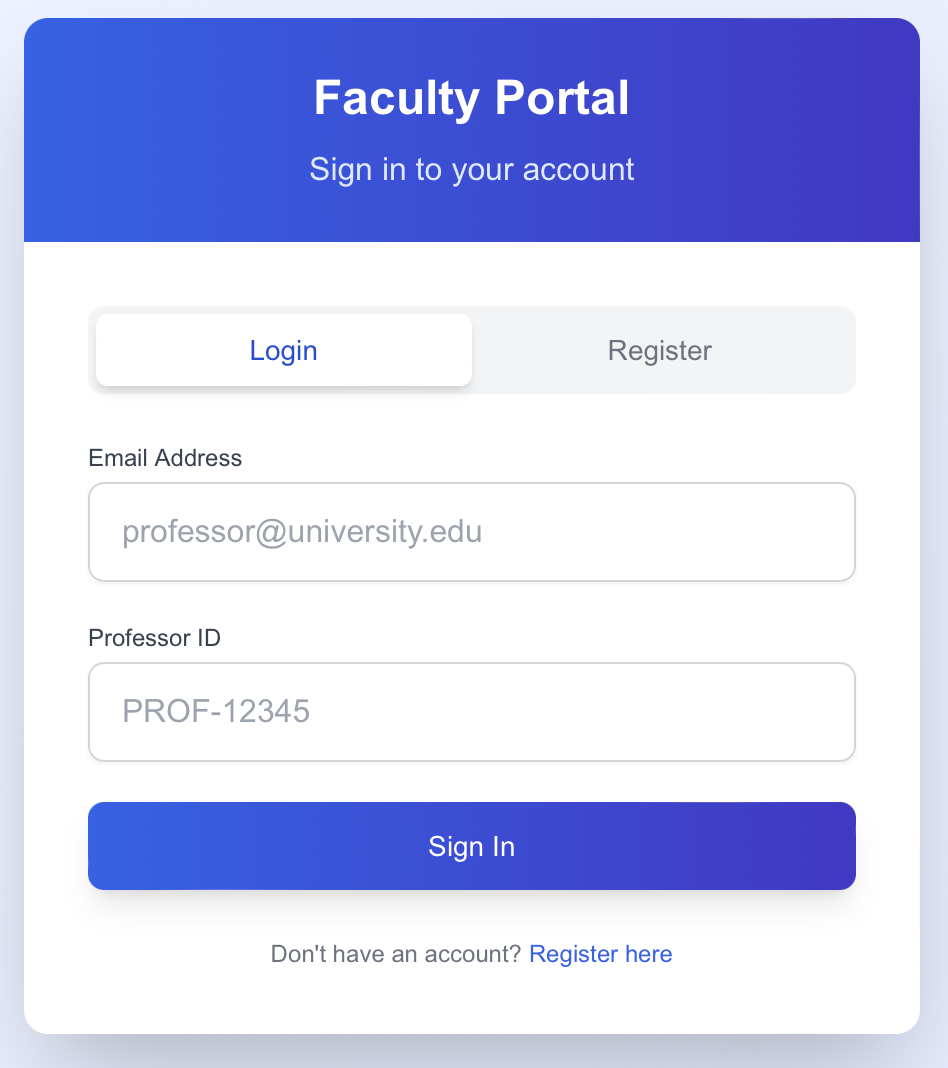 Faculty Portal
Sign in to your account
Login
Register
Email Address
professor@university.edu
Professor ID
PROF-12345
Sign In
Don't have an account? Register here